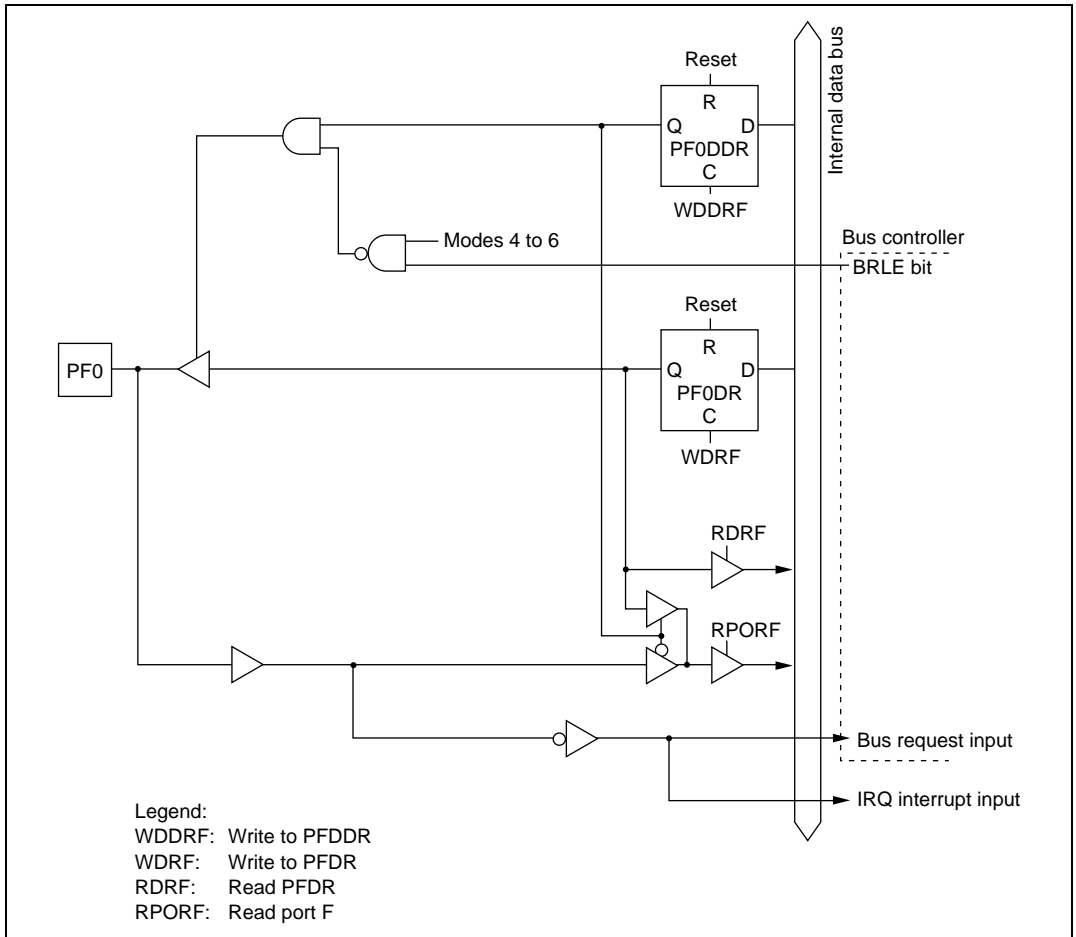 Reset
R
Q D
PF0DDR
C
WDDRF
Internal data bus
Modes 4 to 6
Bus controller
BRLE bit
Reset
R
PF0
Q D
PF0DR
C
WDRF
RDRF
RPORF
Bus request input
IRQ interrupt input
Legend:
WDDRF: Write to PFDDR
WDRF: Write to PFDR
RDRF: Read PFDR
RPORF: Read port F